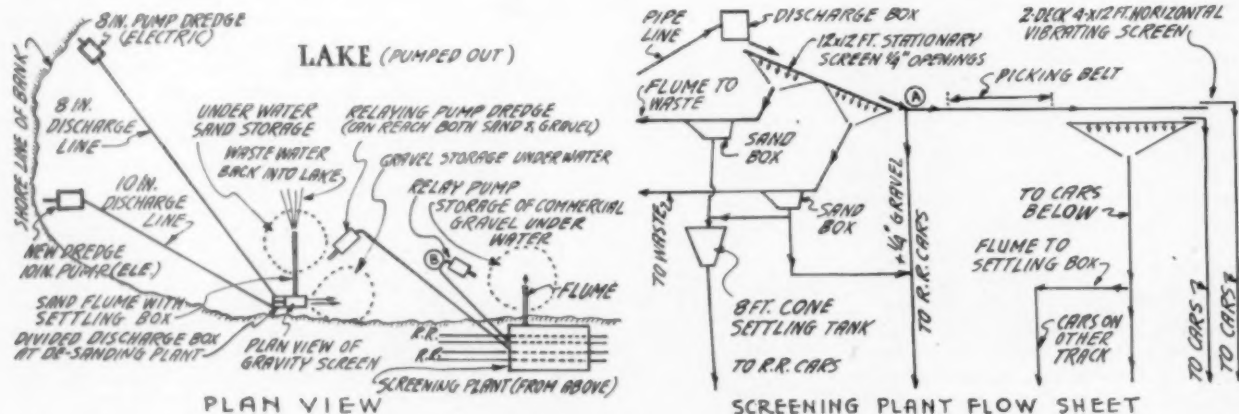 8 IN. PUMP DREDGE
(ELECTRIC)
LAKE (PUMPED OUT)
8 IN.
DISCHARGE
LINE
SHORE LINE OF BANK
10 IN.
DISCHARGE
LINE
NEW DREDGE
10 IN. PUMP (ELE.)
UNDER WATER
SAND STORAGE
WASTE WATER
BACK INTO LAKE
RELAYING PUMP DREDGE
(CAN REACH BOTH SAND & GRAVEL)
GRAVEL STORAGE UNDERWATER
RELAY PUMP
STORAGE OF COMMERCIAL
GRAVEL UNDER
WATER
B
FLUME
SAND FLUME WITH
SETTLING BOX
DIVIDED DISCHARGE BOX
AT DE-SANDING PLANT
PLAN VIEW OF
GRAVITY SCREEN
R.R.
R.R.
SCREENING PLANT (FROM ABOVE)
PLAN VIEW
PIPE
LINE
DISCHARGE BOX
12x12 FT. STATIONARY
SCREEN 1/4" OPENINGS
2-DECK 4x12 FT. HORIZONTAL
VIBRATING SCREEN
PICKING BELT
A
FLUME TO
WASTE
SAND
BOX
SAND
BOX
TO WASTE
8 FT. CONE
SETTLING TANK
TO R.R. CARS
+1/4" GRAVEL
TO R.R. CARS
TO CARS
BELOW
FLUME TO
SETTLING BOX
CARS ON
OTHER
TRACK
TO CARS
TO CARS
SCREENING PLANT FLOW SHEET